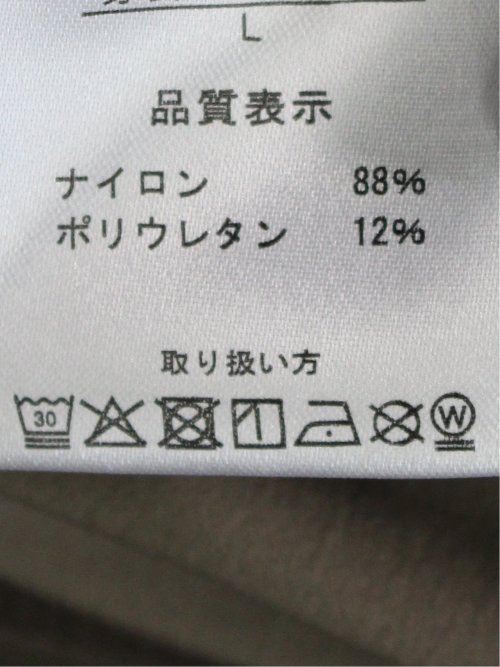 L
品質表示
ナイロン 88%
ポリウレタン 12%
取り扱い方
30 W